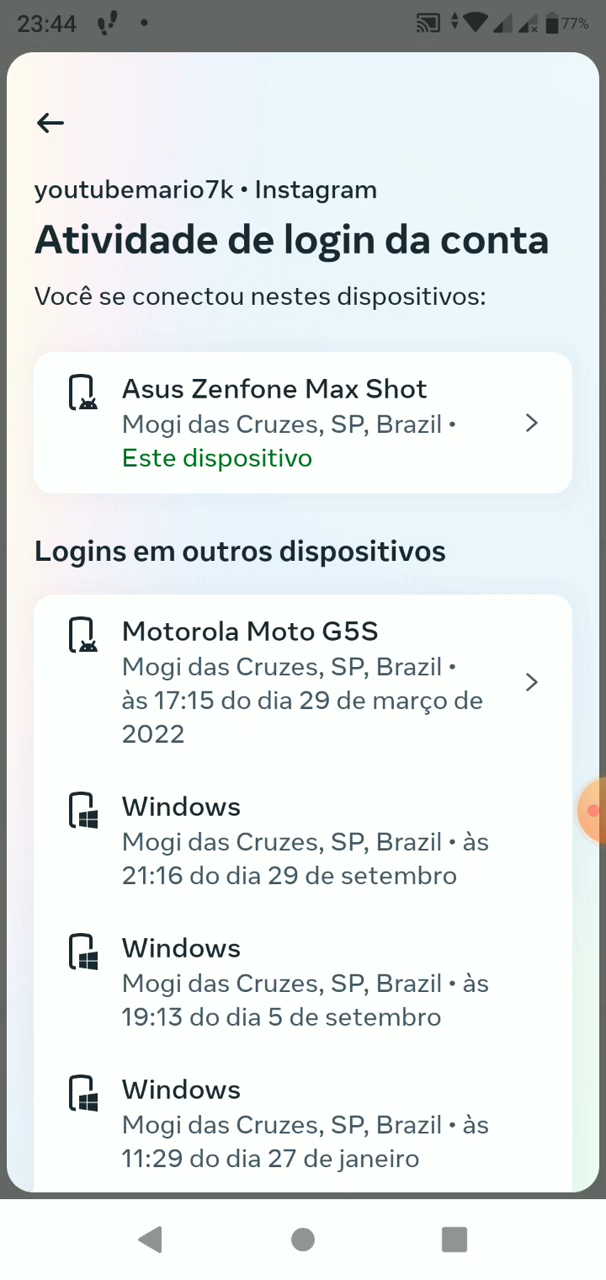 23:44
77%
youtubemario7k • Instagram
Atividade de login da conta
Você se conectou nestes dispositivos:
Asus Zenfone Max Shot
Mogi das Cruzes, SP, Brazil •
Este dispositivo
Logins em outros dispositivos
Motorola Moto G5S
Mogi das Cruzes, SP, Brazil •
às 17:15 do dia 29 de março de
2022
Windows
Mogi das Cruzes, SP, Brazil • às
21:16 do dia 29 de setembro
Windows
Mogi das Cruzes, SP, Brazil • às
19:13 do dia 5 de setembro
Windows
Mogi das Cruzes, SP, Brazil • às
11:29 do dia 27 de janeiro